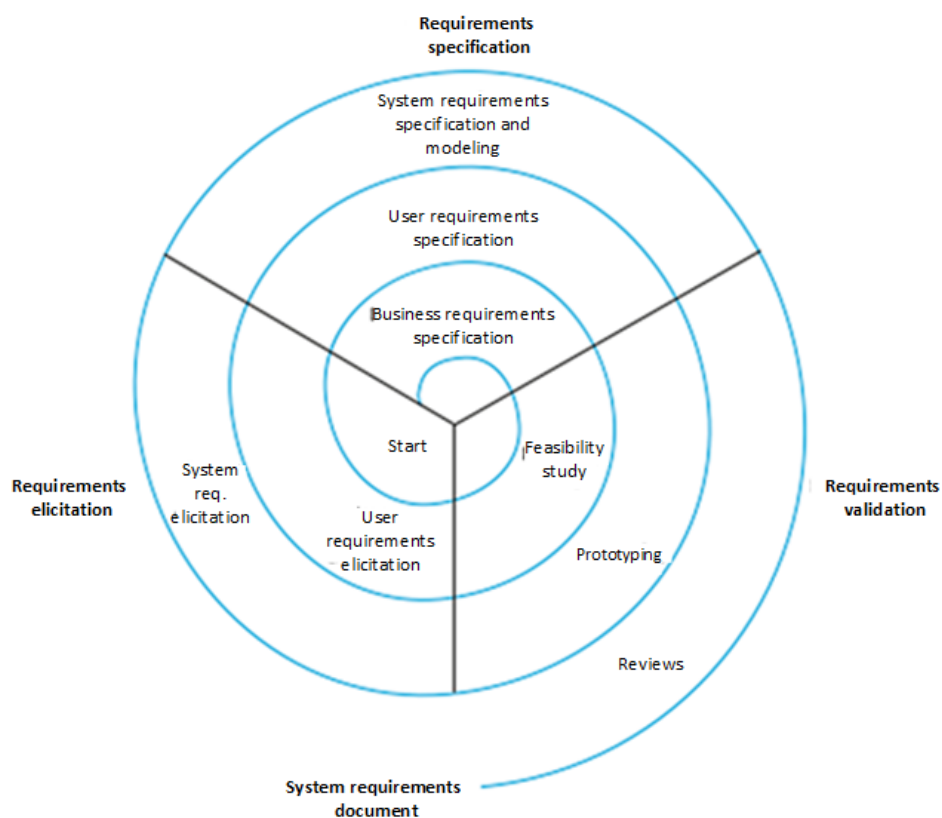 Requirements
specification
System requirements
specification and
modeling
User requirements
specification
Business requirements
specification
Start
Feasibility
study
System
req.
elicitation
Requirements
elicitation
Requirements
validation
User
requirements
elicitation
Prototyping
Reviews
System requirements
document